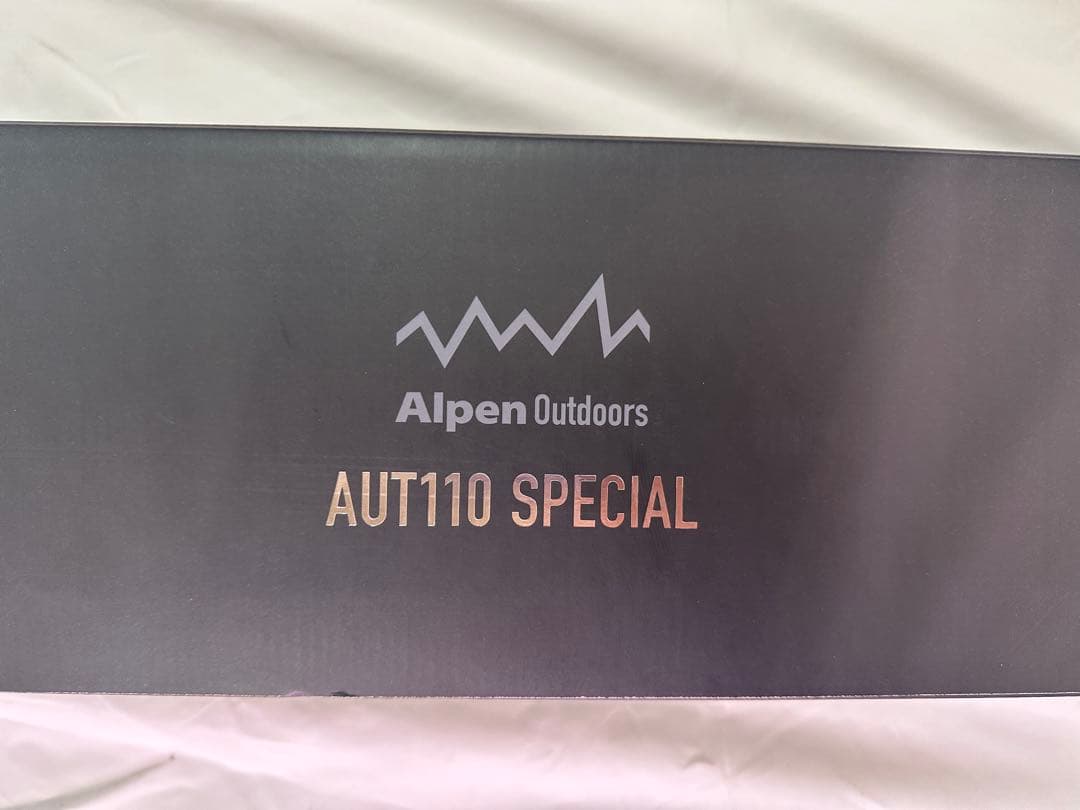 Alpen Outdoors
AUT110 SPECIAL